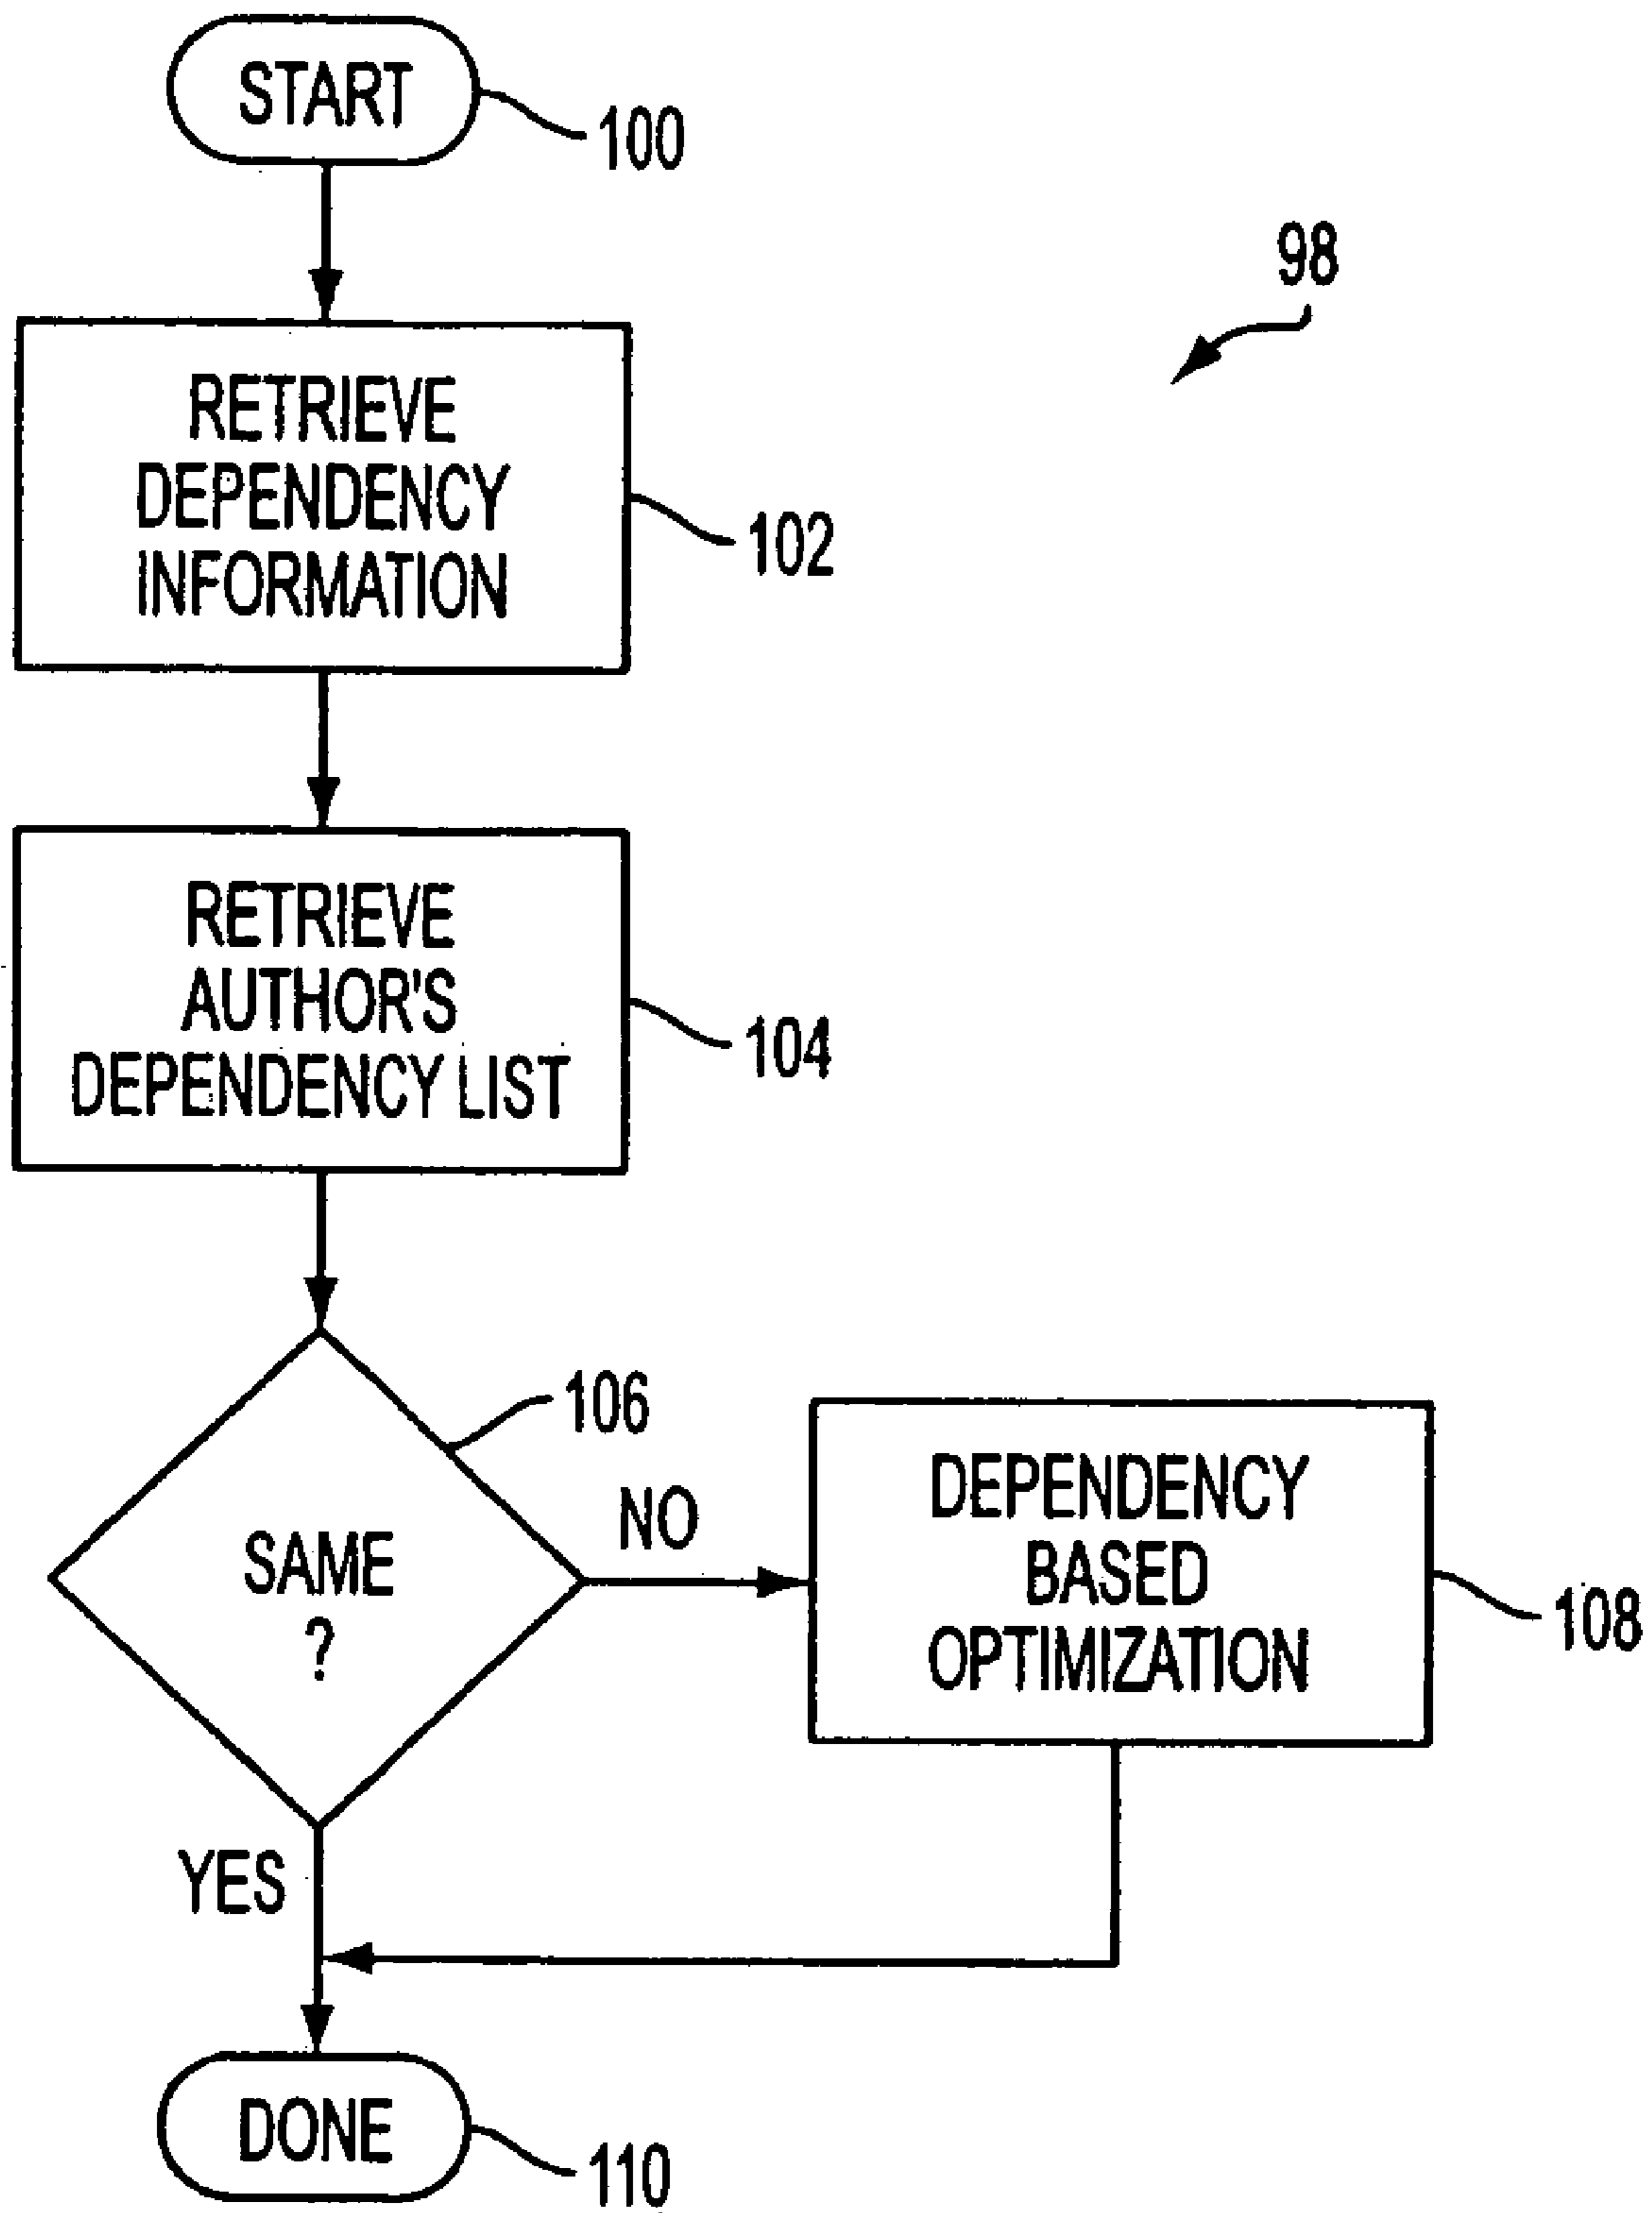 START
100
98
RETRIEVE
DEPENDENCY
INFORMATION
102
RETRIEVE
AUTHOR'S
DEPENDENCY LIST
104
106
SAME
?
NO
DEPENDENCY
BASED
OPTIMIZATION
108
YES
DONE
110